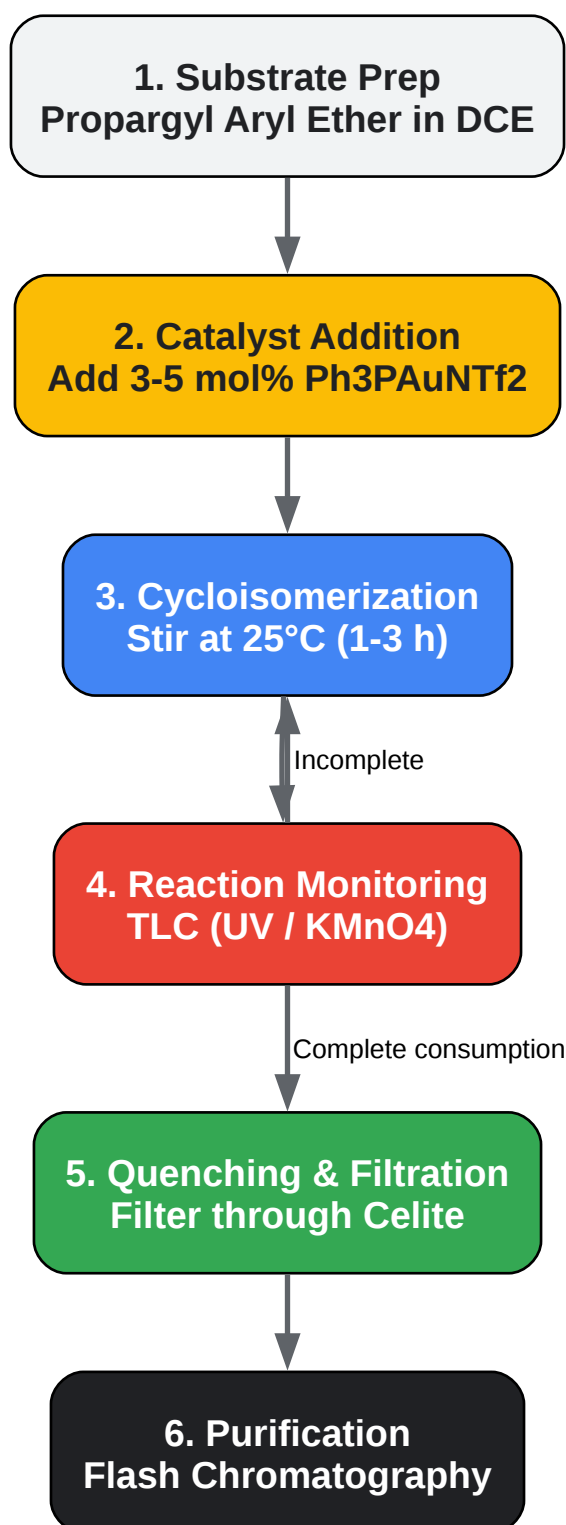 1. Substrate Prep
Propargyl Aryl Ether in DCE
2. Catalyst Addition
Add 3-5 mol% Ph3PAuNTf2
3. Cycloisomerization
Stir at 25°C (1-3 h)
Incomplete
4. Reaction Monitoring
TLC (UV / KMnO4)
Complete consumption
5. Quenching & Filtration
Filter through Celite
6. Purification
Flash Chromatography